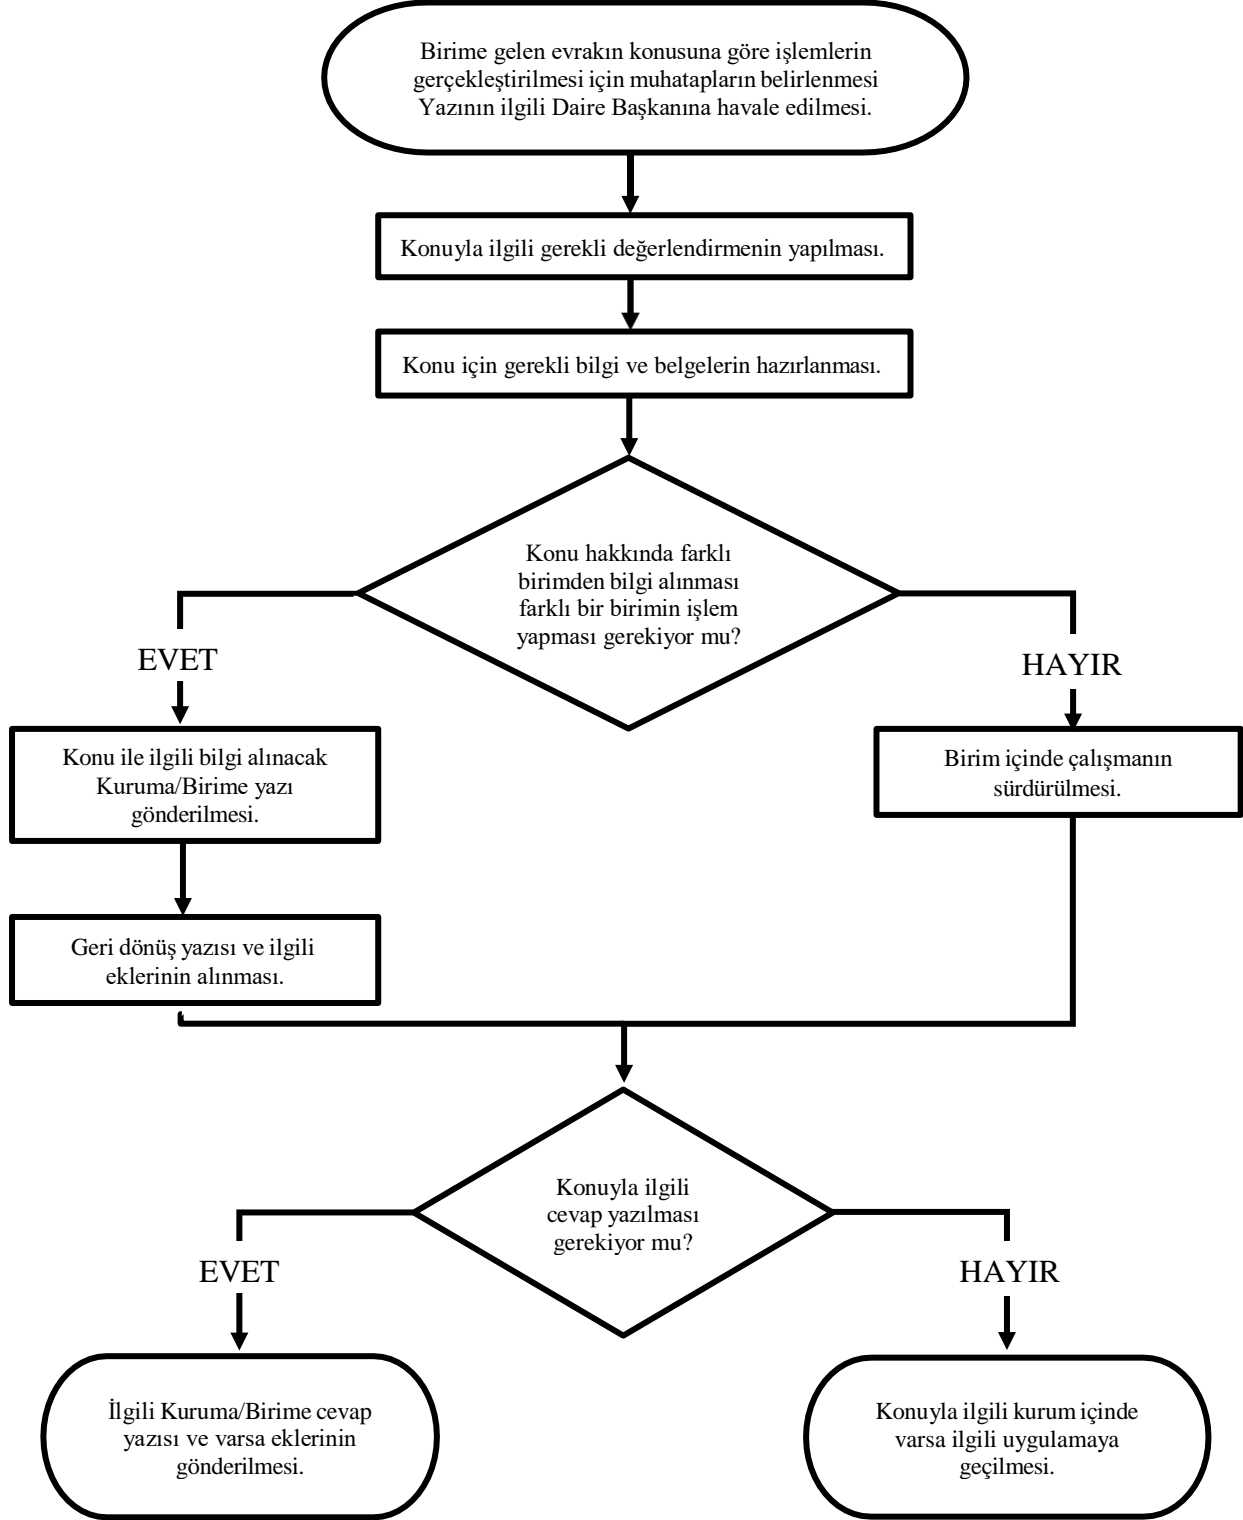 Birime gelen evrakın konusuna göre işlemlerin
gerçekleştirilmesi için muhatapların belirlenmesi
Yazının ilgili Daire Başkanına havale edilmesi.
Konuyla ilgili gerekli değerlendirmenin yapılması.
Konu için gerekli bilgi ve belgelerin hazırlanması.
Konu hakkında farklı
birimden bilgi alınması
farklı bir birimin işlem
yapması gerekiyor mu?
EVET
HAYIR
Konu ile ilgili bilgi alınacak
Kuruma/Birime yazı
gönderilmesi.
Birim içinde çalışmanın
sürdürülmesi.
Geri dönüş yazısı ve ilgili
eklerinin alınması.
Konuyla ilgili
cevap yazılması
gerekiyor mu?
EVET
HAYIR
İlgili Kuruma/Birime cevap
yazısı ve varsa eklerinin
gönderilmesi.
Konuyla ilgili kurum içinde
varsa ilgili uygulamaya
geçilmesi.